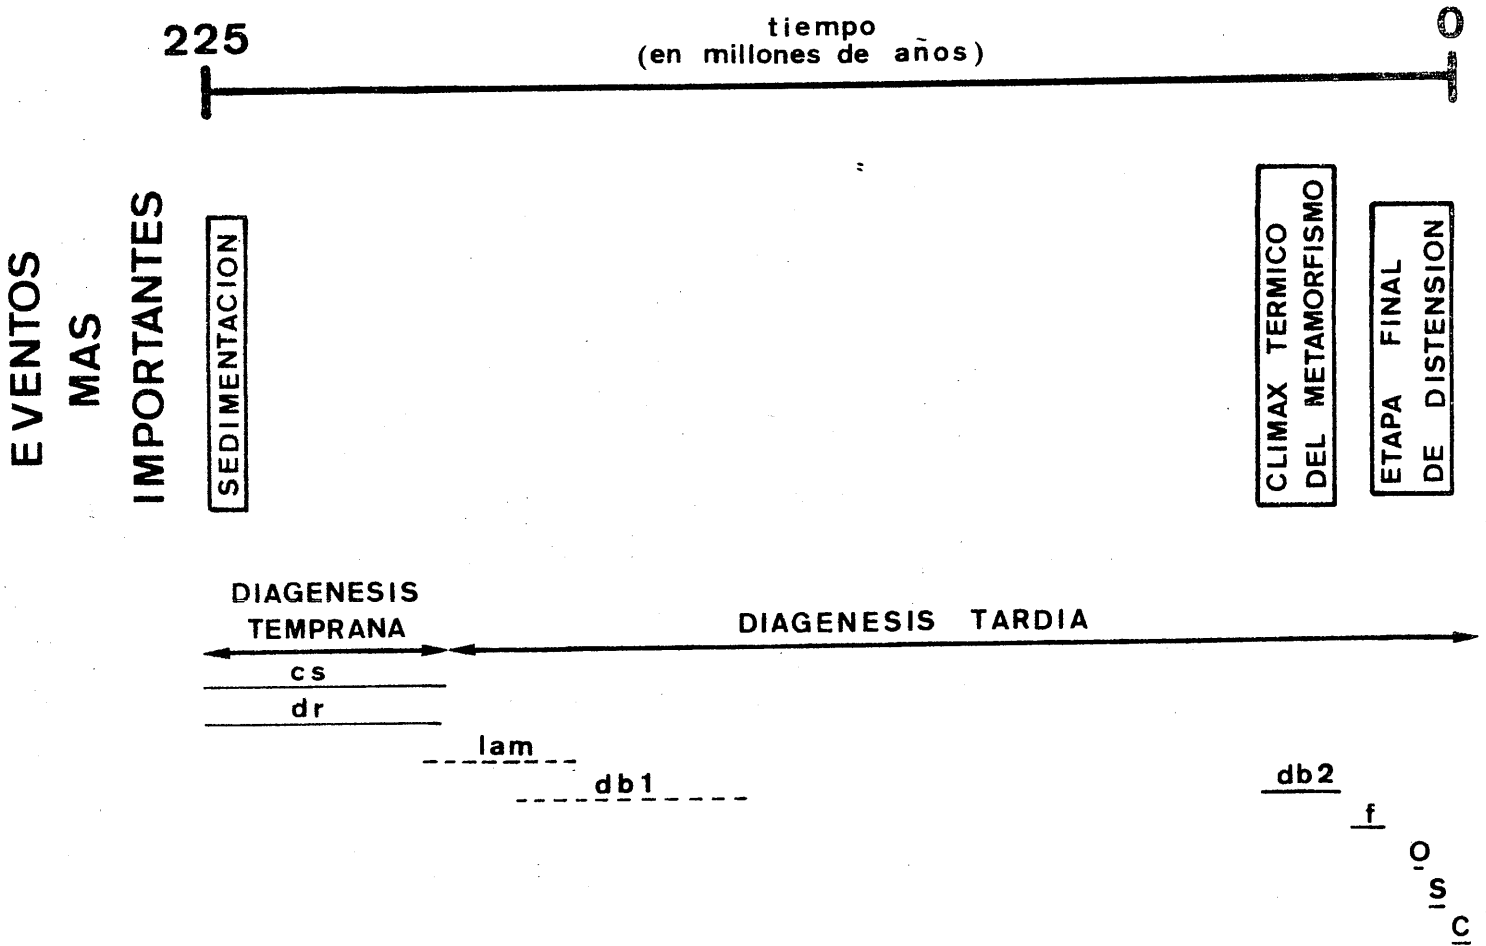 225
tiempo
(en millones de años)
0
EVENTOS
MAS
IMPORTANTES
SEDIMENTACION
CLIMAX TERMICO
DEL METAMORFISMO
ETAPA FINAL
DE DISTENSION
DIAGENESIS
TEMPRANA
DIAGENESIS TARDIA
cs
dr
lam
db1
db2
f
O
S
C